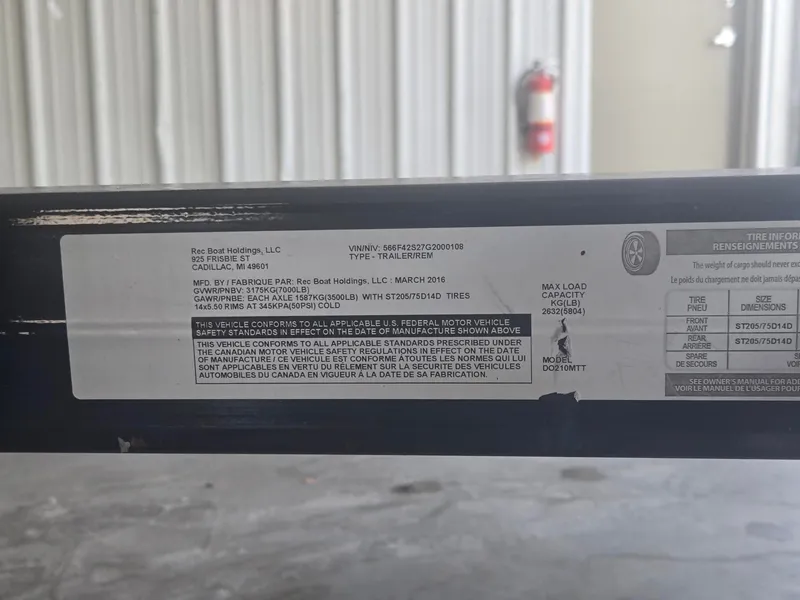 Rec Boat Holdings, LLC
925 FRISBIE ST
CADILLAC, MI 49601
VIN/NIV: 566F42S27G2000108
TYPE - TRAILER/REM
MFD. BY / FABRIQUE PAR: Rec Boat Holdings, LLC : MARCH 2016
GVWR/PNBV: 3175KG(7000LB)
GAWR/PNBE: EACH AXLE 1587KG(3500LB) WITH ST205/75D14D TIRES
14x5.50 RIMS AT 345KPA(50PSI) COLD
THIS VEHICLE CONFORMS TO ALL APPLICABLE U.S. FEDERAL MOTOR VEHICLE
SAFETY STANDARDS IN EFFECT ON THE DATE OF MANUFACTURE SHOWN ABOVE
THIS VEHICLE CONFORMS TO ALL APPLICABLE STANDARDS PRESCRIBED UNDER
THE CANADIAN MOTOR VEHICLE SAFETY REGULATIONS IN EFFECT ON THE DATE
OF MANUFACTURE / CE VEHICULE EST CONFORME ÀTOUTES LES NORMES QUI LUI
SONT APPLICABLES EN VERTU DU RÈLEMENT SUR LA SECURITE DES VEHICULES
AUTOMOBILES DU CANADA EN VIGUEUR À LA DATE DE SA FABRICATION.
MAX LOAD
CAPACITY
KG(LB)
2632(5804)
MODEL
DO210MTT
TIRE INFOR
RENSEIGNEMENTS
The weight of cargo should never exc
Le poids du chargement ne doit jamais dépa
TIRE
PNEU
SIZE
DIMENSIONS
FRONT
AVANT
ST205/75D14D
REAR
ARRIÈRE
ST205/75D14D
SPARE
DE SECOURS
VOI
SEE OWNER'S MANUAL FOR AD
VOIR LE MANUEL DE L'USAGER POU